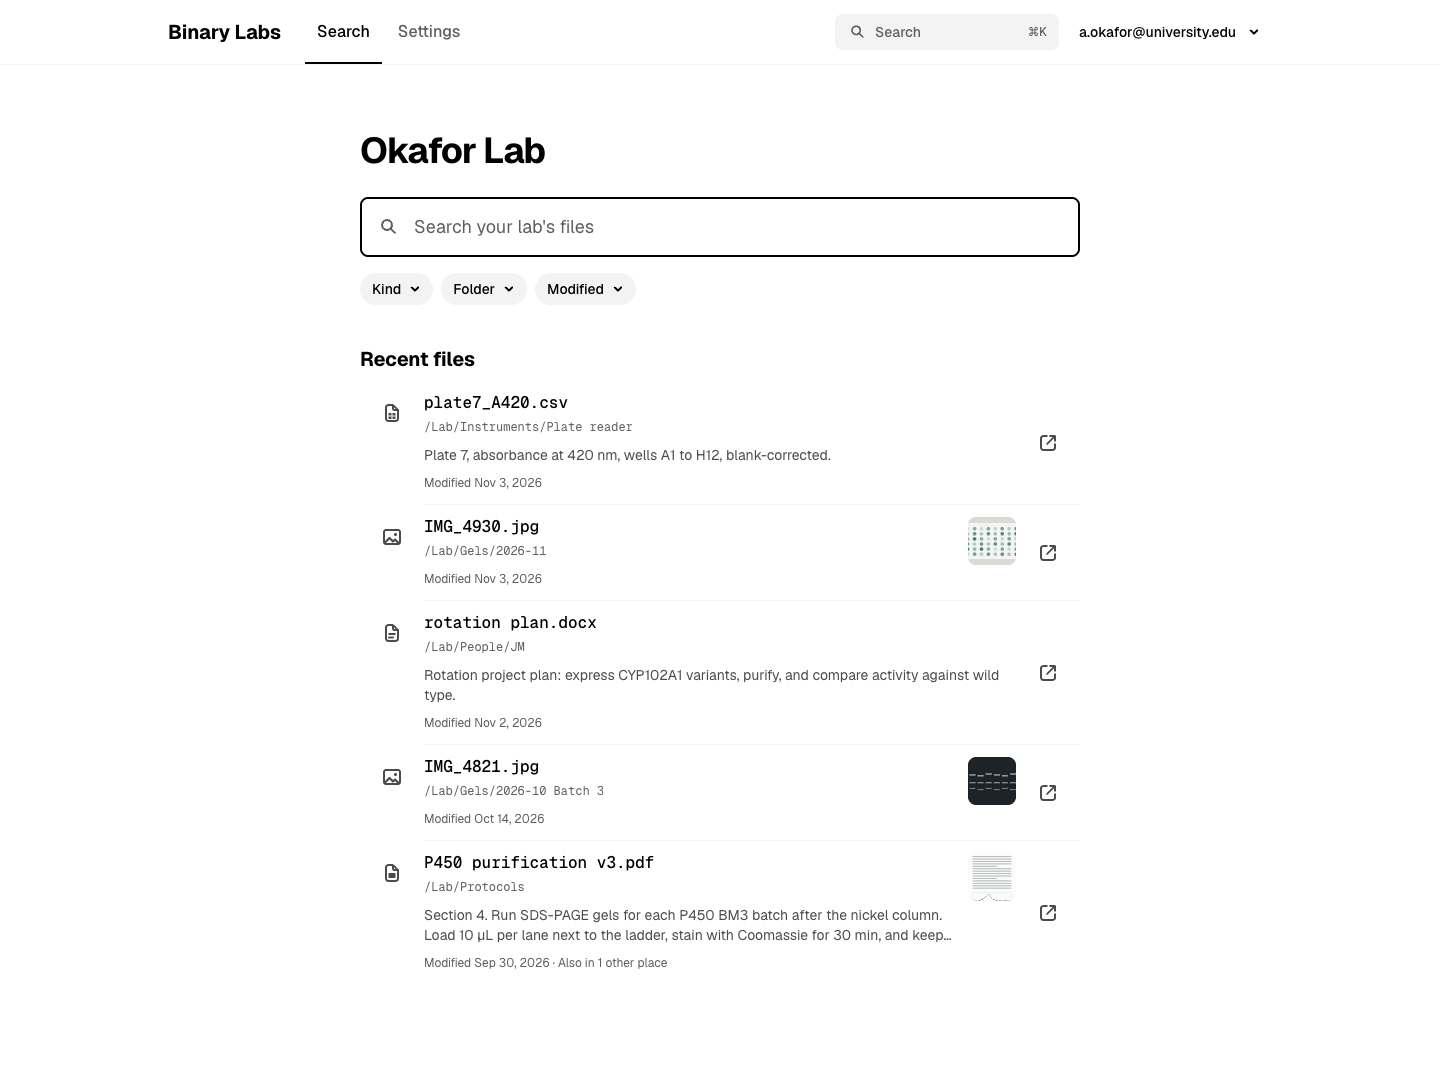 Binary Labs
Search
Settings
Search
⌘K
a.okafor@university.edu
Okafor Lab
Search your lab's files
Kind
Folder
Modified
Recent files
plate7_A420.csv
/Lab/Instruments/Plate reader
Plate 7, absorbance at 420 nm, wells A1 to H12, blank-corrected.
Modified Nov 3, 2026
IMG_4930.jpg
/Lab/Gels/2026-11
Modified Nov 3, 2026
rotation plan.docx
/Lab/People/JM
Rotation project plan: express CYP102A1 variants, purify, and compare activity against wild
type.
Modified Nov 2, 2026
IMG_4821.jpg
/Lab/Gels/2026-10 Batch 3
Modified Oct 14, 2026
P450 purification v3.pdf
/Lab/Protocols
Section 4. Run SDS-PAGE gels for each P450 BM3 batch after the nickel column.
Load 10 µL per lane next to the ladder, stain with Coomassie for 30 min, and keep…
Modified Sep 30, 2026 · Also in 1 other place